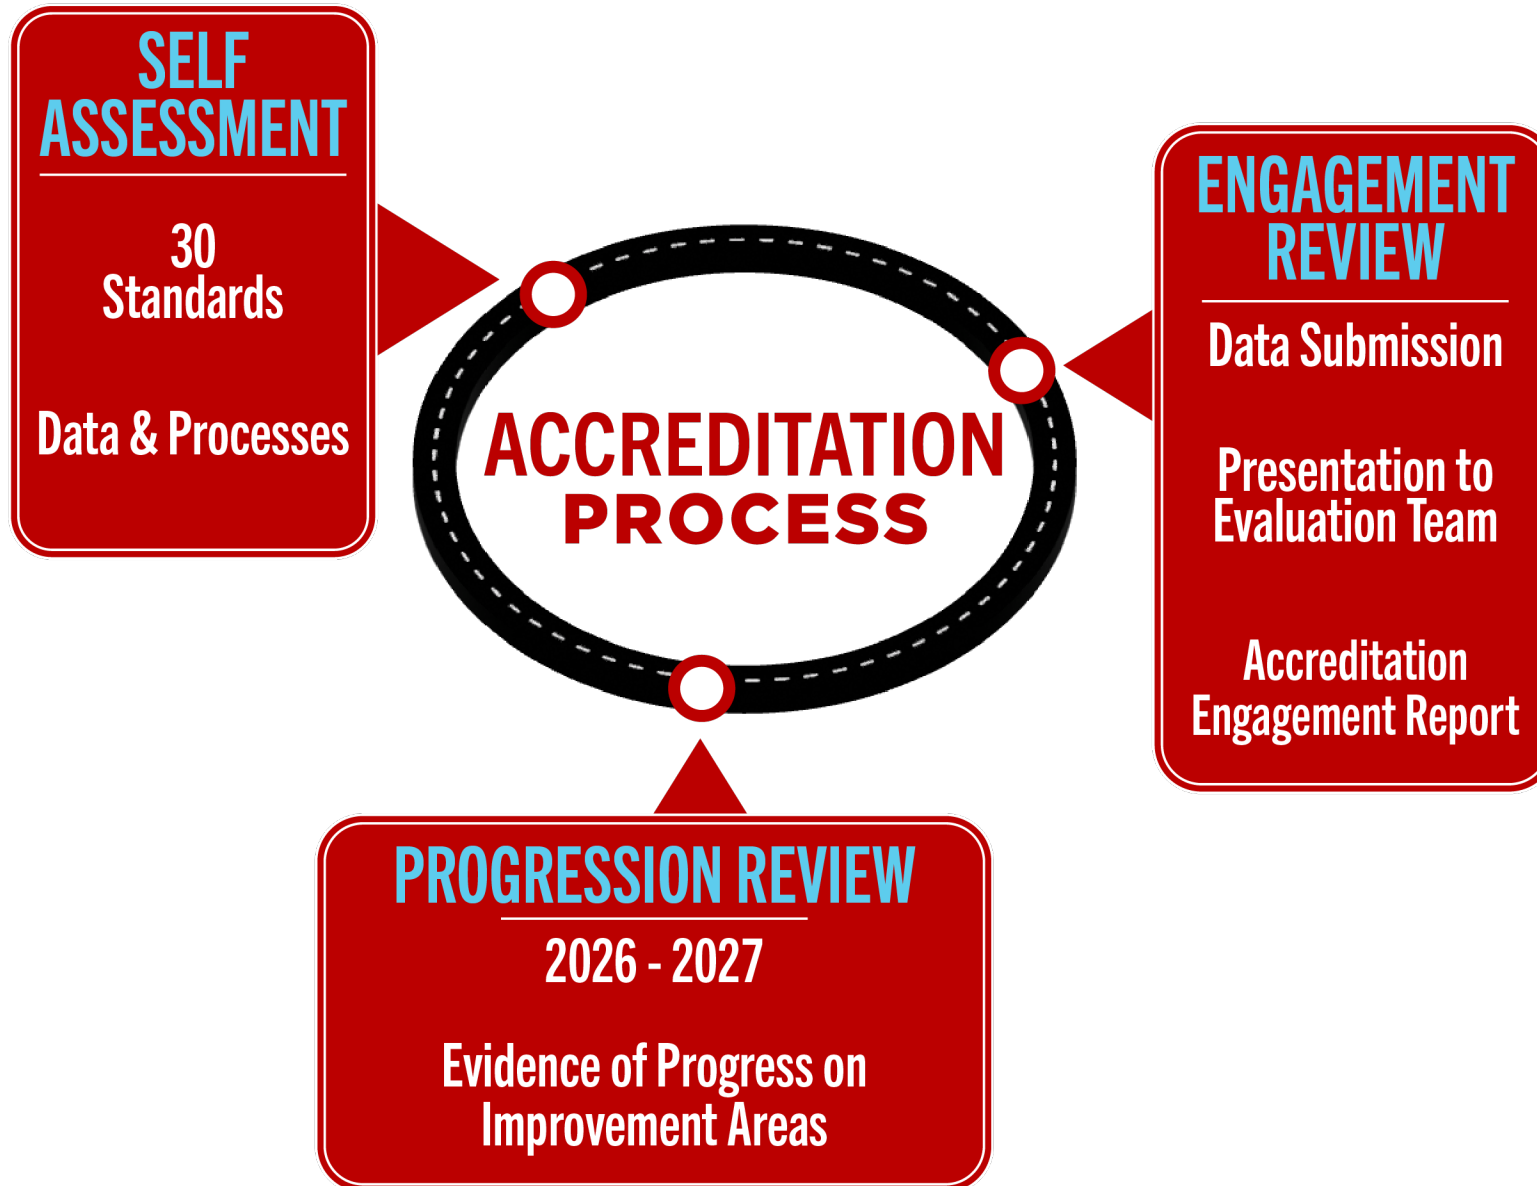 SELF
ASSESSMENT
30
Standards
Data & Processes
ACCREDITATION
PROCESS
ENGAGEMENT
REVIEW
Data Submission
Presentation to
Evaluation Team
Accreditation
Engagement Report
PROGRESSION REVIEW
2026 - 2027
Evidence of Progress on
Improvement Areas